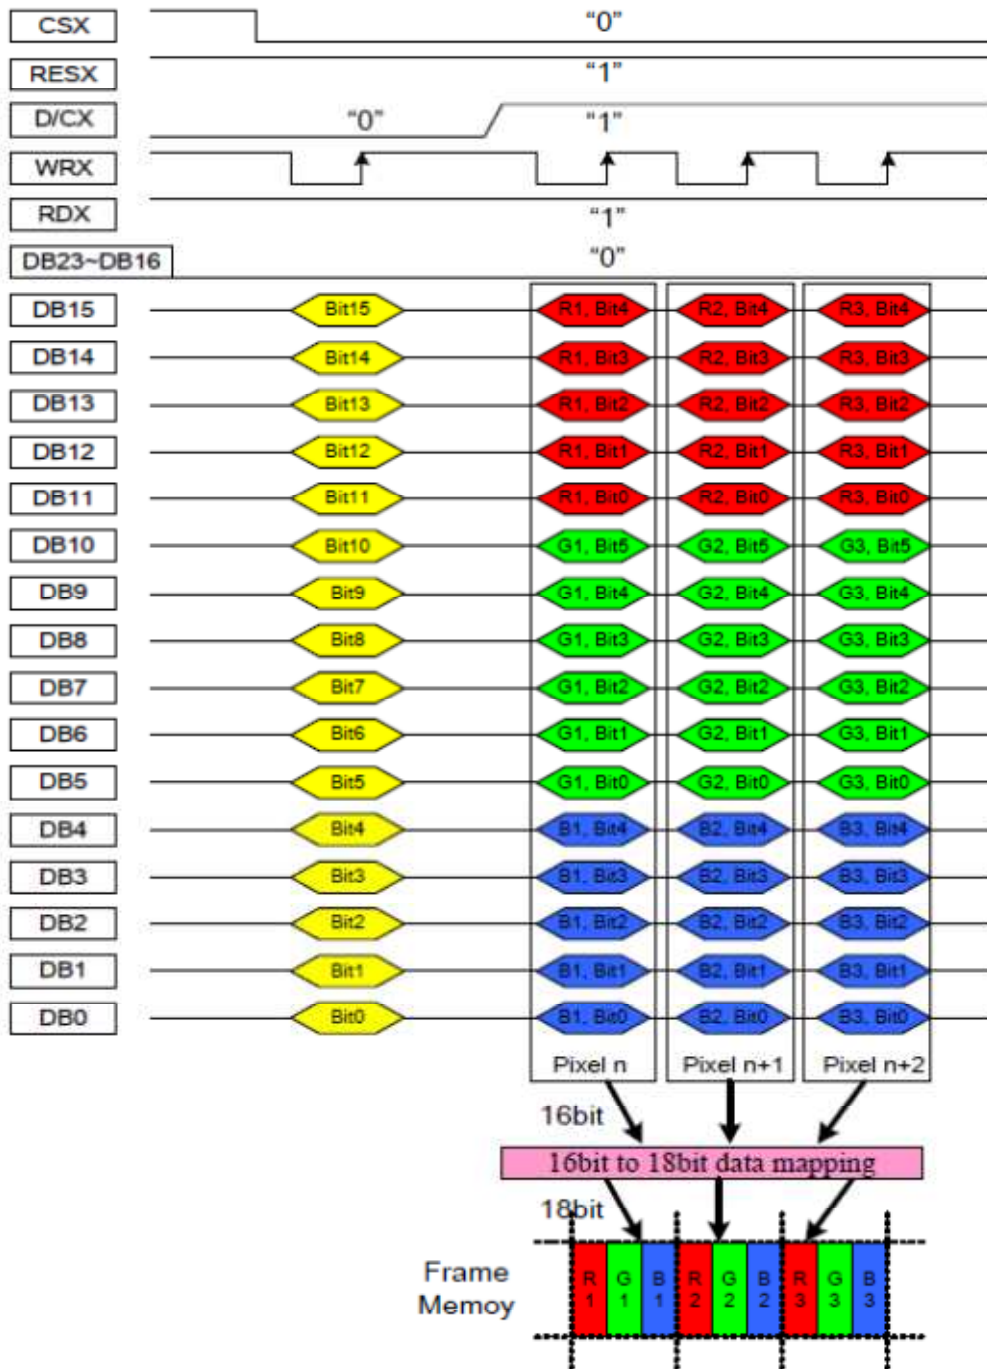 CSX "0"
RESX "1"
D/CX "0" "1"
WRX
RDX "1"
DB23~DB16 "0"
DB15 Bit15 R1, Bit4 R2, Bit4 R3, Bit4
DB14 Bit14 R1, Bit3 R2, Bit3 R3, Bit3
DB13 Bit13 R1, Bit2 R2, Bit2 R3, Bit2
DB12 Bit12 R1, Bit1 R2, Bit1 R3, Bit1
DB11 Bit11 R1, Bit0 R2, Bit0 R3, Bit0
DB10 Bit10 G1, Bit5 G2, Bit5 G3, Bit5
DB9 Bit9 G1, Bit4 G2, Bit4 G3, Bit4
DB8 Bit8 G1, Bit3 G2, Bit3 G3, Bit3
DB7 Bit7 G1, Bit2 G2, Bit2 G3, Bit2
DB6 Bit6 G1, Bit1 G2, Bit1 G3, Bit1
DB5 Bit5 G1, Bit0 G2, Bit0 G3, Bit0
DB4 Bit4 B1, Bit4 B2, Bit4 B3, Bit4
DB3 Bit3 B1, Bit3 B2, Bit3 B3, Bit3
DB2 Bit2 B1, Bit2 B2, Bit2 B3, Bit2
DB1 Bit1 B1, Bit1 B2, Bit1 B3, Bit1
DB0 Bit0 B1, Bit0 B2, Bit0 B3, Bit0
Pixel n Pixel n+1 Pixel n+2
16bit
16bit to 18bit data mapping
18bit
Frame
Memoy
R G B R G B R G B
1 1 1 2 2 2 3 3 3